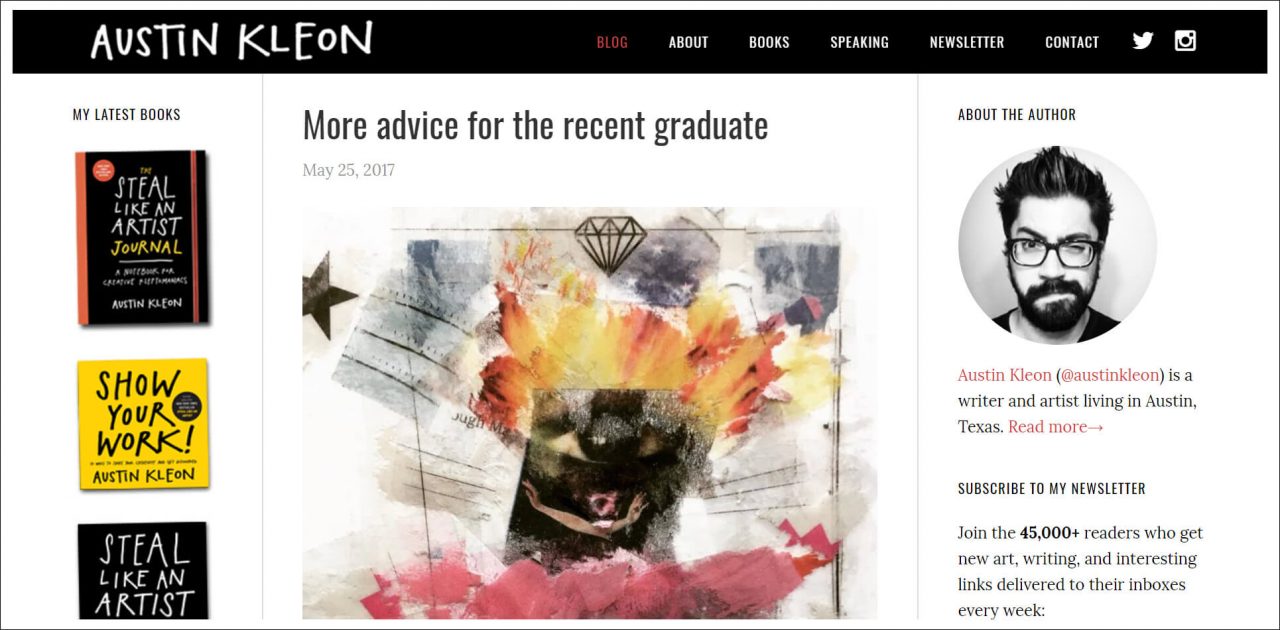 AUSTIN KLEON
BLOG ABOUT BOOKS SPEAKING NEWSLETTER CONTACT
MY LATEST BOOKS
THE
STEAL
LIKE AN
ARTIST
JOURNAL
A NOTEBOOK FOR
CREATIVE KLEPTOMANIACS
AUSTIN KLEON
SHOW
YOUR
WORK!
AUSTIN KLEON
STEAL
LIKE AN
ARTIST
More advice for the recent graduate
May 25, 2017
ABOUT THE AUTHOR
Austin Kleon (@austinkleon) is a
writer and artist living in Austin,
Texas. Read more→
SUBSCRIBE TO MY NEWSLETTER
Join the 45,000+ readers who get
new art, writing, and interesting
links delivered to their inboxes
every week: